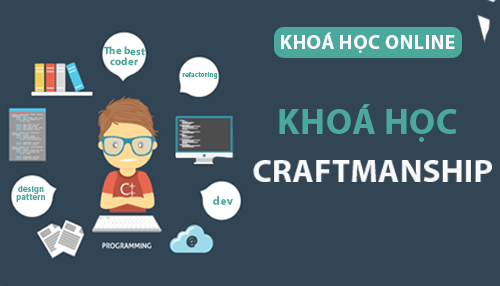 KHOÁ HỌC ONLINE
KHOÁ HỌC
CRAFTMANSHIP
The best
coder
refactoring
design
pattern
dev
C+
PROGRAMMING